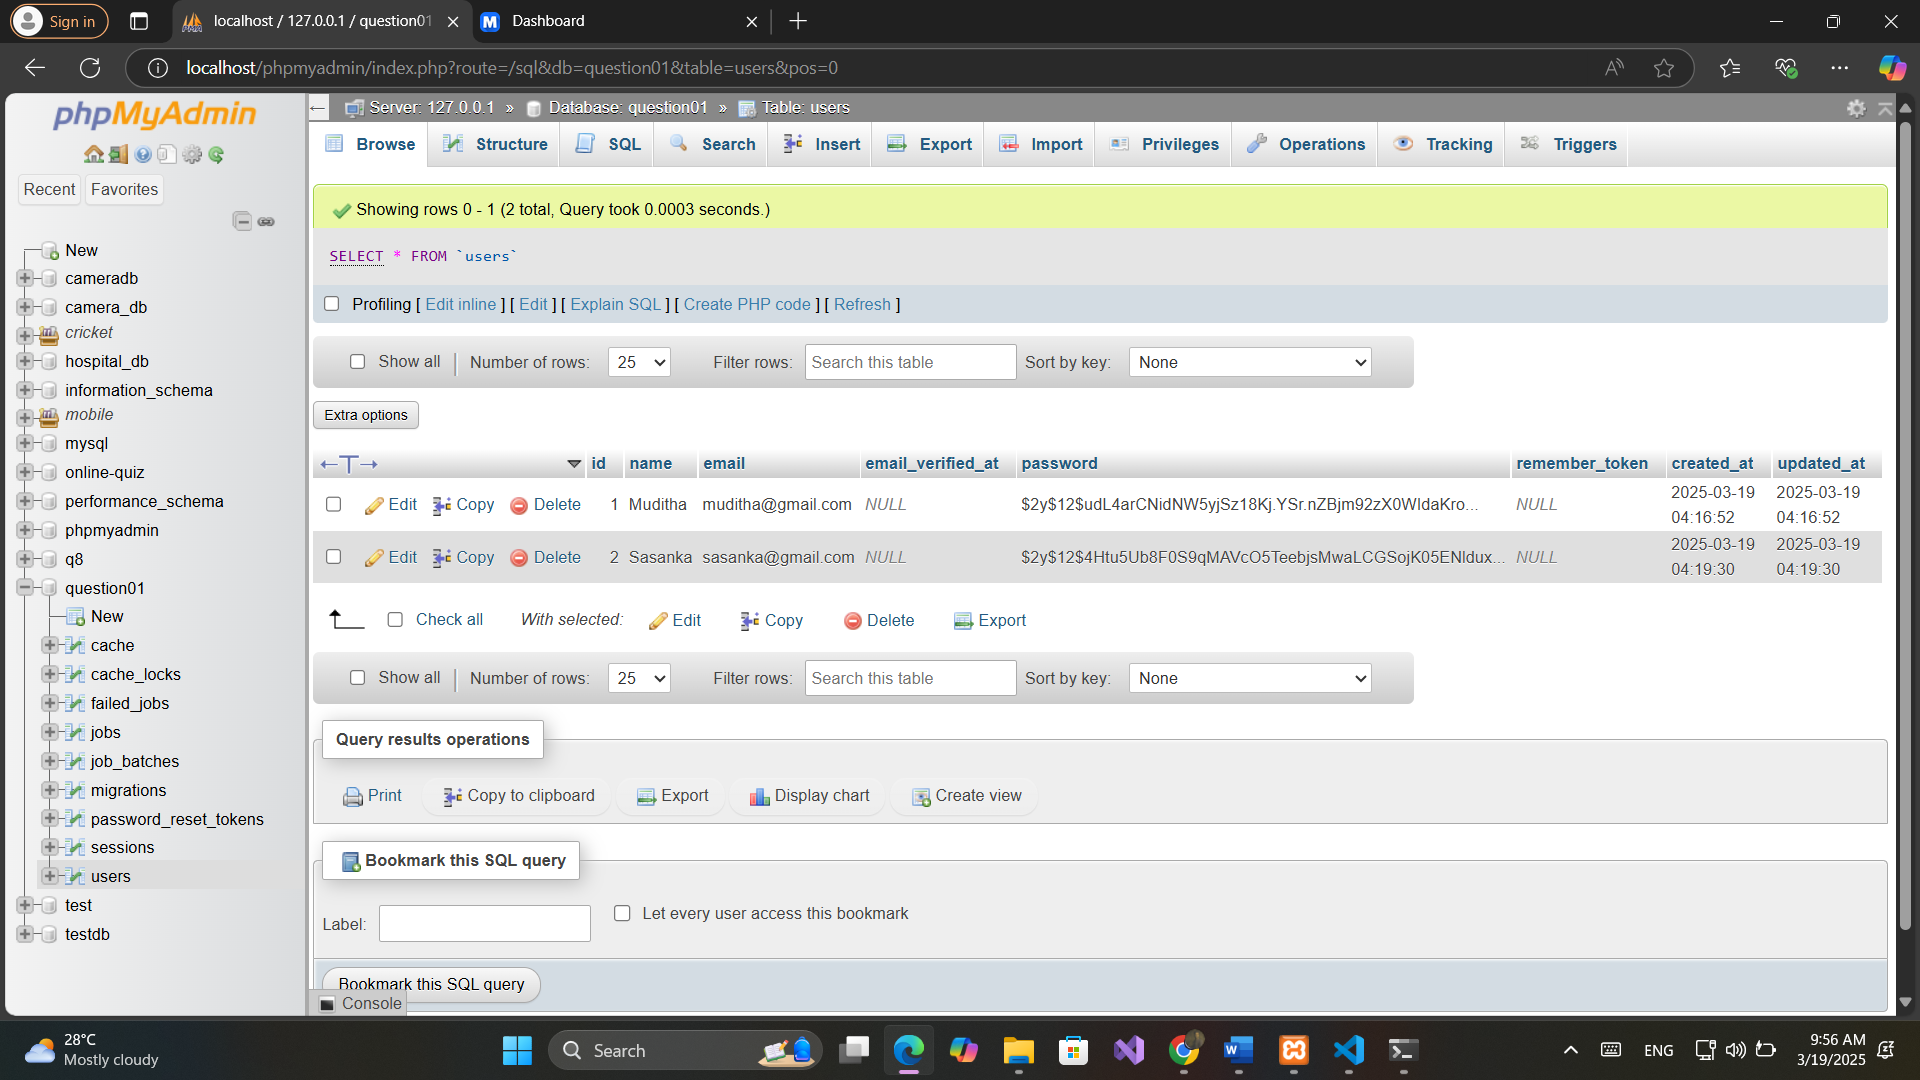 Sign in
localhost / 127.0.0.1 / question01
Dashboard
localhost/phpmyadmin/index.php?route=/sql&db=question01&table=users&pos=0
phpMyAdmin
Recent
Favorites
New
cameradb
camera_db
cricket
hospital_db
information_schema
mobile
mysql
online-quiz
performance_schema
phpmyadmin
q8
question01
New
cache
cache_locks
failed_jobs
jobs
job_batches
migrations
password_reset_tokens
sessions
users
test
testdb
Server: 127.0.0.1 » Database: question01 » Table: users
Browse Structure SQL Search Insert Export Import Privileges Operations Tracking Triggers
Showing rows 0 - 1 (2 total, Query took 0.0003 seconds.)
SELECT * FROM `users`
Profiling [ Edit inline ] [ Edit ] [ Explain SQL ] [ Create PHP code ] [ Refresh ]
Show all Number of rows: 25 Filter rows: Search this table Sort by key: None
Extra options
id name email email_verified_at password remember_token created_at updated_at
Edit Copy Delete 1 Muditha muditha@gmail.com NULL $2y$12$udL4arCNidNW5yjSz18Kj.YSr.nZBjm92zX0WldaKro... NULL 2025-03-19 04:16:52 2025-03-19 04:16:52
Edit Copy Delete 2 Sasanka sasanka@gmail.com NULL $2y$12$4Htu5Ub8F0S9qMAVcO5TeebjsMwaLCGSojK05ENldux... NULL 2025-03-19 04:19:30 2025-03-19 04:19:30
Check all With selected: Edit Copy Delete Export
Show all Number of rows: 25 Filter rows: Search this table Sort by key: None
Query results operations
Print Copy to clipboard Export Display chart Create view
Bookmark this SQL query
Label: Let every user access this bookmark
Bookmark this SQL query
Console
28°C
Mostly cloudy
Search
ENG
9:56 AM
3/19/2025